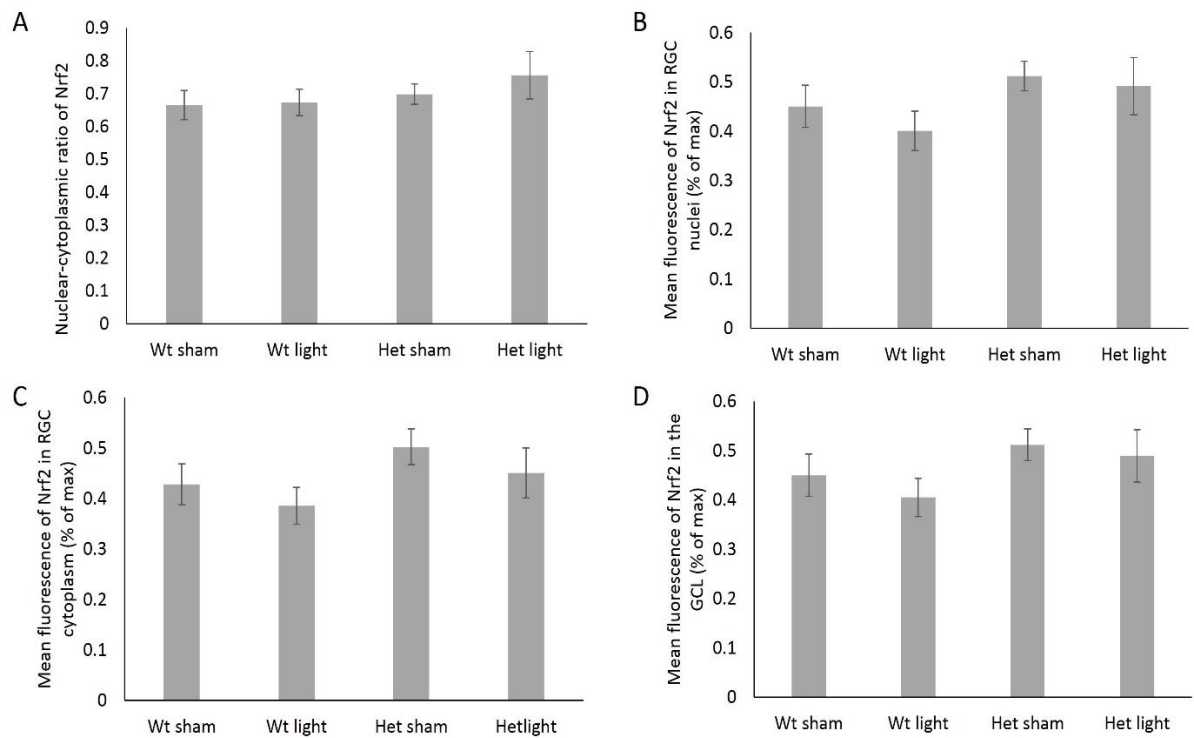 A
Nuclear-cytoplasmic ratio of Nrf2
0.9
0.8
0.7
0.6
0.5
0.4
0.3
0.2
0.1
0
Wt sham Wt light Het sham Het light
B
Mean fluorescence of Nrf2 in RGC
nuclei (% of max)
0.6
0.5
0.4
0.3
0.2
0.1
0
Wt sham Wt light Het sham Het light
C
Mean fluorescence of Nrf2 in RGC
cytoplasm (% of max)
0.6
0.5
0.4
0.3
0.2
0.1
0
Wt sham Wt light Het sham Hetlight
D
Mean fluorescence of Nrf2 in the
GCL (% of max)
0.6
0.5
0.4
0.3
0.2
0.1
0
Wt sham Wt light Het sham Het light